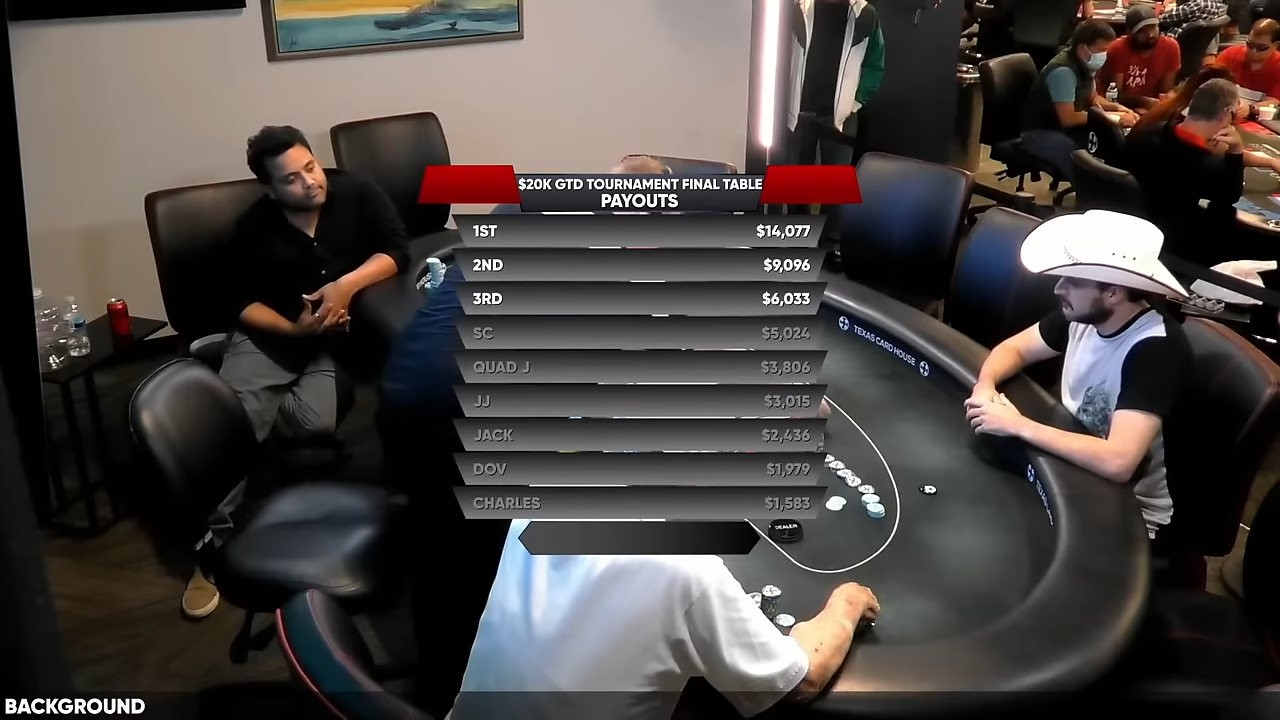 $20K GTD TOURNAMENT FINAL TABLE
PAYOUTS
1ST $14,077
2ND $9,096
3RD $6,033
SC $5,024
QUAD J $3,806
JJ $3,015
JACK $2,436
DOV $1,979
CHARLES $1,583
TEXAS CARD HOUSE
DEALER
BACKGROUND